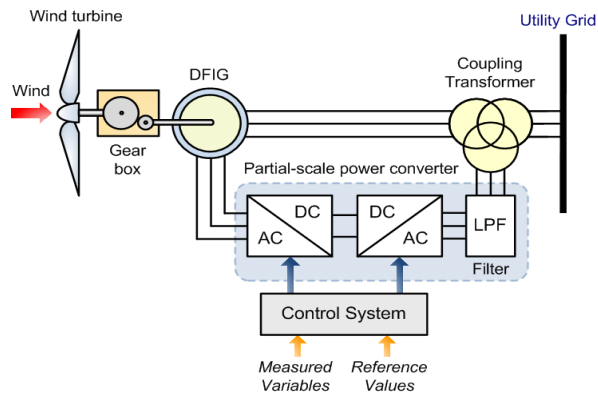 Wind turbine
Utility Grid
DFIG
Coupling
Transformer
Wind
Gear
box
Partial-scale power converter
DC
AC
DC
AC
LPF
Filter
Control System
Measured
Variables
Reference
Values